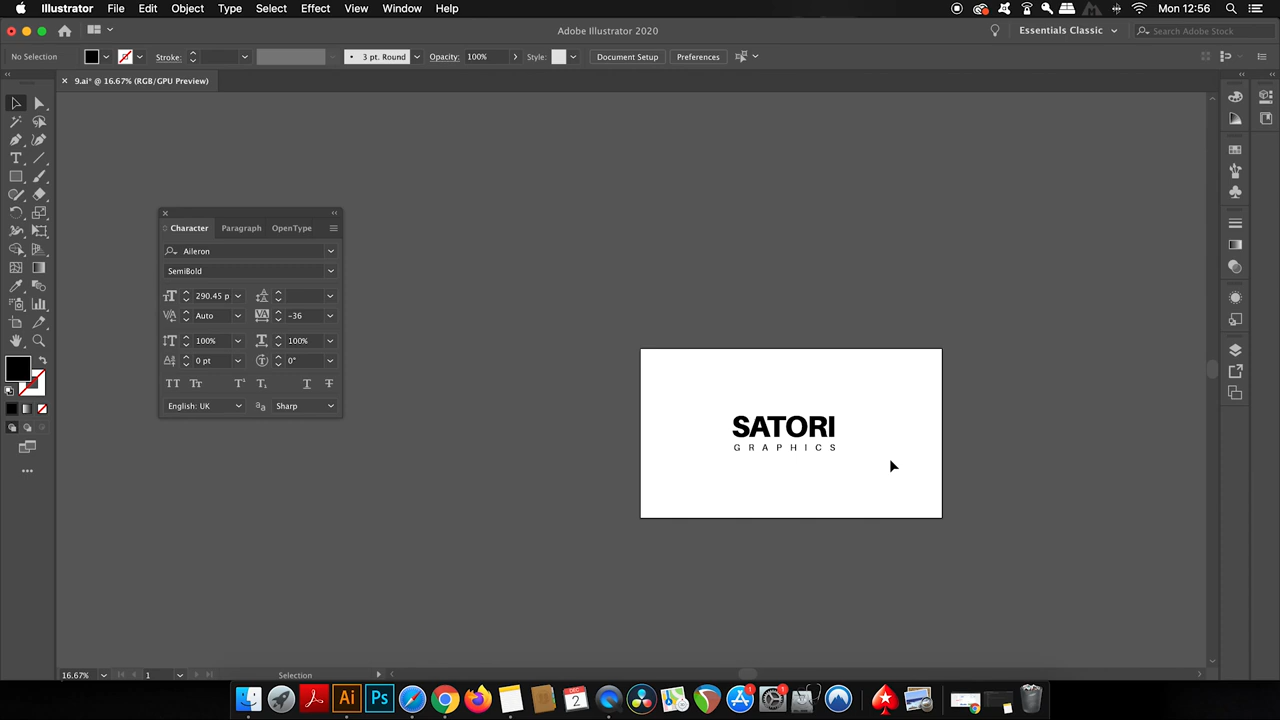 Illustrator File Edit Object Type Select Effect View Window Help Mon 12:56
Adobe Illustrator 2020 Essentials Classic Search Adobe Stock
No Selection Stroke: 3 pt. Round Opacity: 100% Style: Document Setup Preferences
9.ai* @ 16.67% (RGB/GPU Preview)
Character Paragraph OpenType
Aileron
SemiBold
290.45 p
Auto -36
100% 100%
0 pt 0°
English: UK Sharp
SATORI
GRAPHICS
16.67% 1 Selection
DEC
2